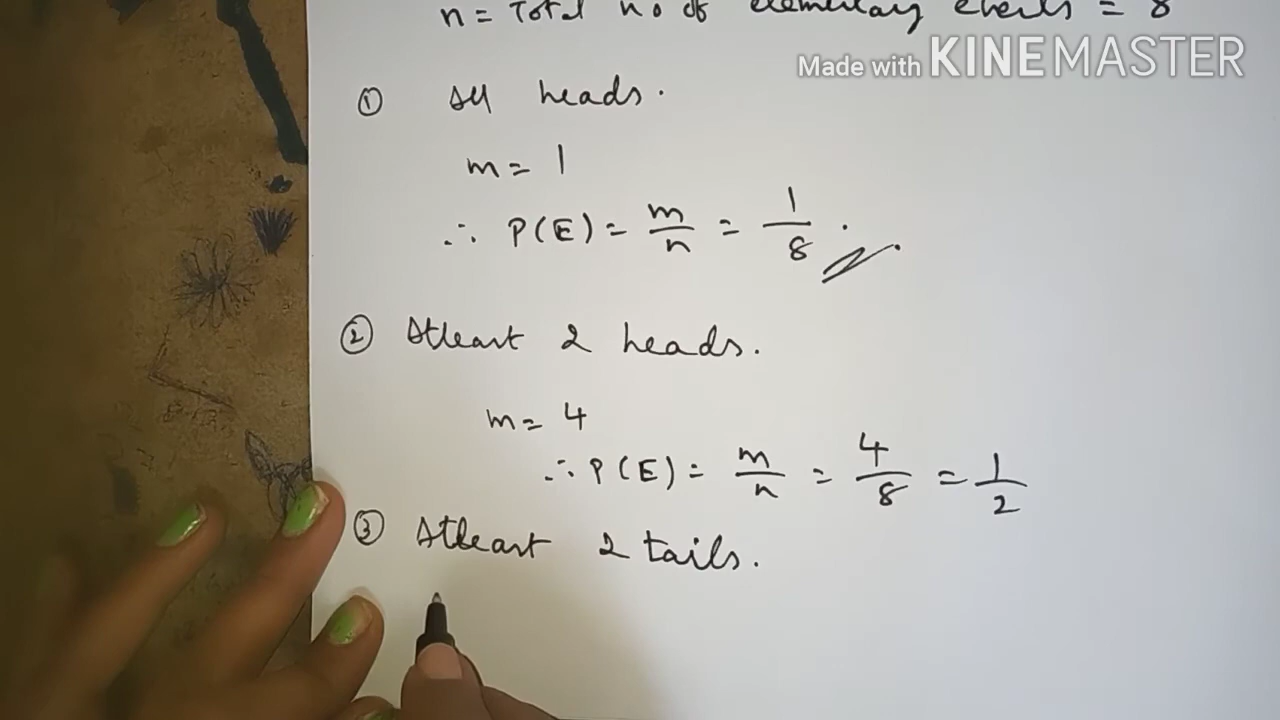 n = Total no of elementary events = 8
Made with KINEMASTER
① All heads.
m = 1
∴ P(E) = m/n = 1/8.
② Atleast 2 heads.
m = 4
∴ P(E) = m/n = 4/8 = 1/2
③ Atleast 2 tails.